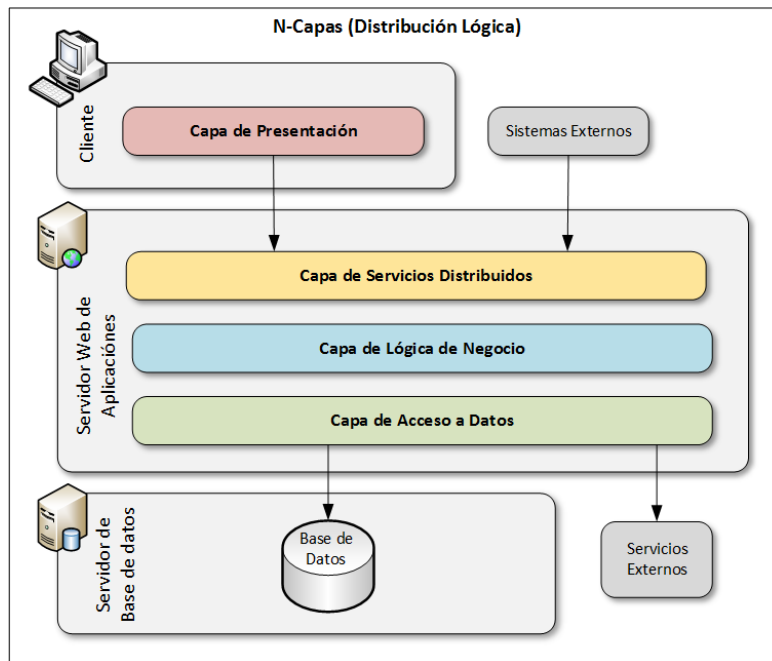 N-Capas (Distribución Lógica)
Cliente
Capa de Presentación
Sistemas Externos
Servidor Web de
Aplicaciónes
Capa de Servicios Distribuidos
Capa de Lógica de Negocio
Capa de Acceso a Datos
Servidor de
Base de datos
Base de
Datos
Servicios
Externos